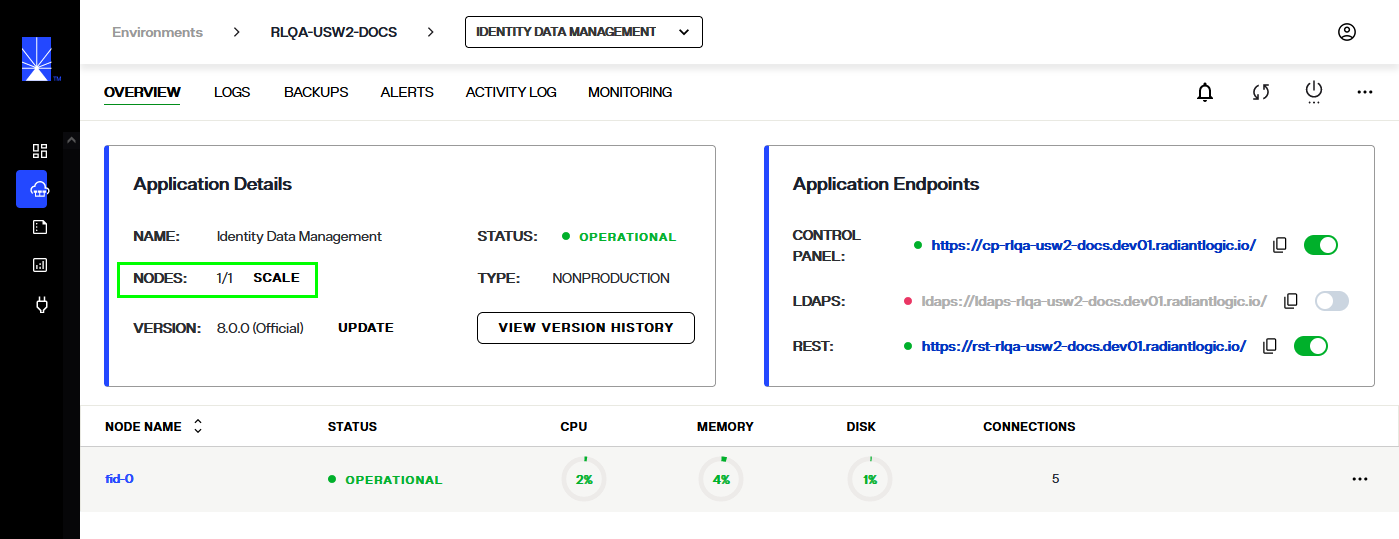 Environments > RLQA-USW2-DOCS > IDENTITY DATA MANAGEMENT
TM
OVERVIEW LOGS BACKUPS ALERTS ACTIVITY LOG MONITORING
Application Details
NAME: Identity Data Management STATUS: OPERATIONAL
NODES: 1/1 SCALE TYPE: NONPRODUCTION
VERSION: 8.0.0 (Official) UPDATE VIEW VERSION HISTORY
Application Endpoints
CONTROL
PANEL: https://cp-rlqa-usw2-docs.dev01.radiantlogic.io/
LDAPS: ldaps://ldaps-rlqa-usw2-docs.dev01.radiantlogic.io/
REST: https://rst-rlqa-usw2-docs.dev01.radiantlogic.io/
NODE NAME STATUS CPU MEMORY DISK CONNECTIONS
fid-0 OPERATIONAL 2% 4% 1% 5